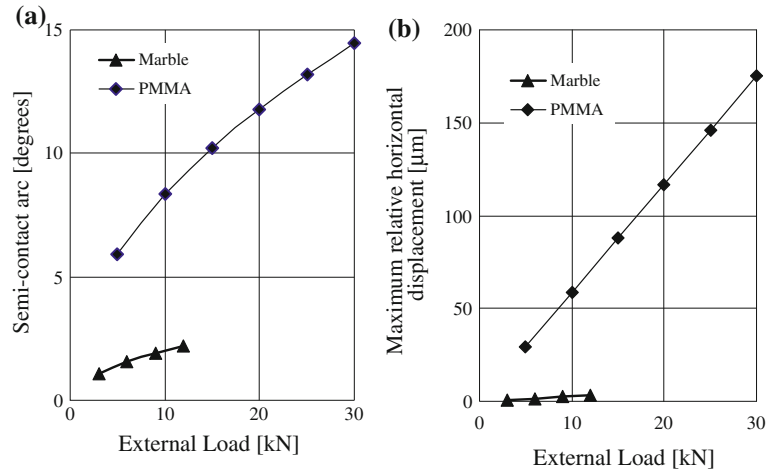 (a)
15
10
5
0
0
10
20
30
Semi-contact arc [degrees]
External Load [kN]
Marble
PMMA
(b)
200
150
100
50
0
0
10
20
30
Maximum relative horizontal
displacement [µm]
External Load [kN]
Marble
PMMA